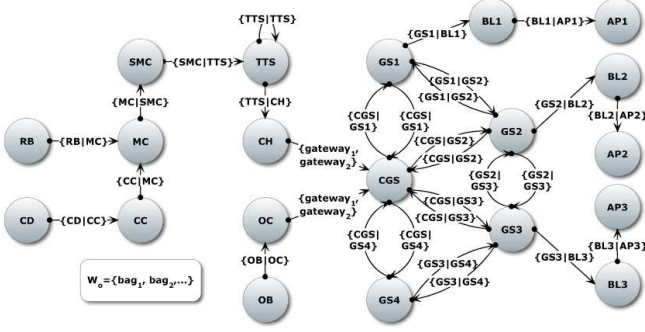 {TTS|TTS}
{GS1|BL1}
BL1
{BL1|AP1}
AP1
SMC
{SMC|TTS}
TTS
GS1
{GS1|GS2}
{GS1|GS2}
BL2
{MC|SMC}
{TTS|CH}
{CGS|
GS1}
{CGS|
GS1}
GS2
{GS2|BL2}
{BL2|AP2}
RB
{RB|MC}
MC
CH
{gateway1,
gateway2}
{CGS|GS2}
{CGS|GS2}
AP2
{CC|MC}
CGS
{GS2|
GS3}
{GS2|
GS3}
CD
{CD|CC}
CC
OC
{gateway1,
gateway2}
{CGS|GS3}
{CGS|GS3}
AP3
{CGS|
GS4}
{CGS|
GS4}
GS3
{OB|OC}
{GS3|GS4}
{GS3|GS4}
{GS3|BL3}
{BL3|AP3}
Wo={bag1, bag2,...}
OB
GS4
BL3